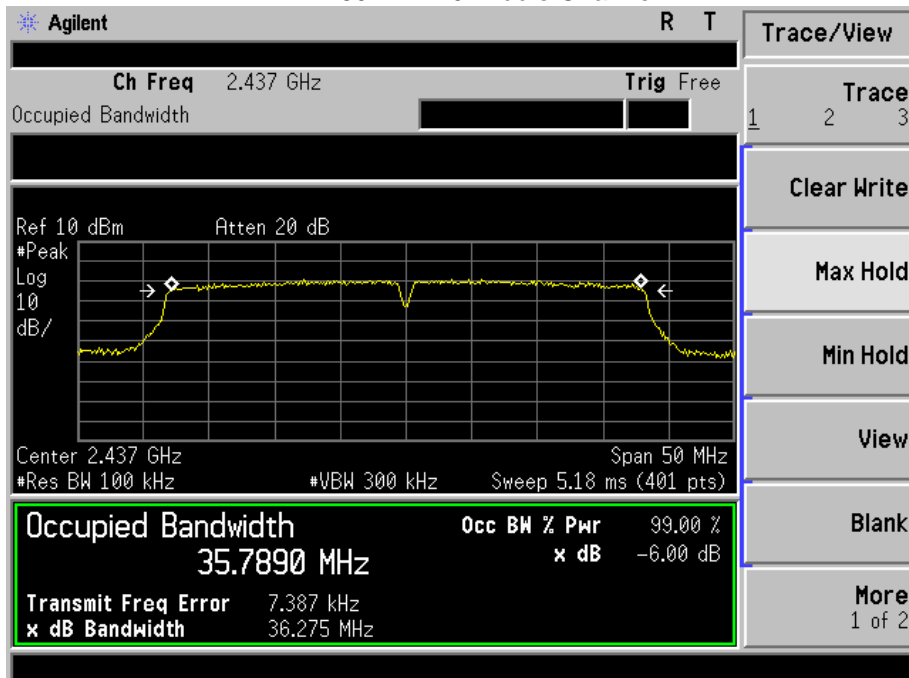 Agilent R T
Ch Freq 2.437 GHz Trig Free
Occupied Bandwidth
Ref 10 dBm Atten 20 dB
#Peak
Log
10
dB/
Center 2.437 GHz Span 50 MHz
#Res BW 100 kHz #VBW 300 kHz Sweep 5.18 ms (401 pts)
Occupied Bandwidth Occ BW % Pwr 99.00 %
35.7890 MHz x dB -6.00 dB
Transmit Freq Error 7.387 kHz
x dB Bandwidth 36.275 MHz
Trace/View
Trace
1 2 3
Clear Write
Max Hold
Min Hold
View
Blank
More
1 of 2